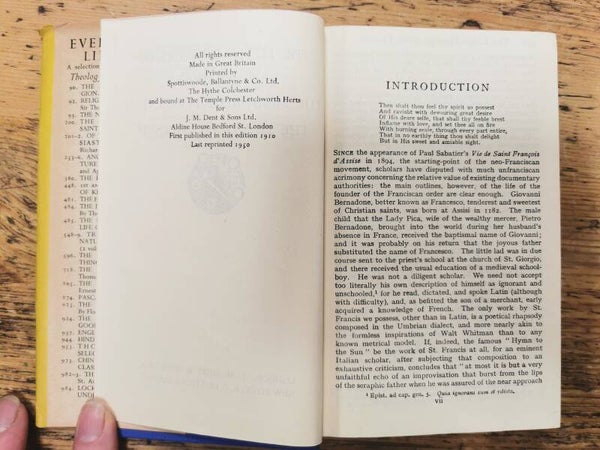 EVER
LI
A selection
Theology
All rights reserved
Made in Great Britain
Printed by
Spottiswoode, Ballantyne & Co. Ltd.
The Hythe Colchester
and bound at The Temple Press Letchworth Herts
for
J. M. Dent & Sons Ltd.
Aldine House Bedford St. London
First published in this edition 1910
Last reprinted 1950
INTRODUCTION
Then shalt thou feel thy spirit so possest
And ravisht with devouring great desire
Of His deare selfe, that shall thy feeble brest
Inflame with love, and set thee all on fire
With burning zeale, through every part entire,
That in no earthly thing thou shalt delight
But in His sweet and amiable sight.
SINCE the appearance of Paul Sabatier's Vie de Saint François
d'Assise in 1894, the starting-point of the neo-Franciscan
movement, scholars have disputed with much unfranciscan
acrimony concerning the relative value of existing documentary
authorities: the main outlines, however, of the life of the
founder of the Franciscan order are clear enough. Giovanni
Bernadone, better known as Francesco, tenderest and sweetest
of Christian saints, was born at Assisi in 1182. The male
child that the Lady Pica, wife of the wealthy mercer, Pietro
Bernadone, brought into the world during her husband's
absence in France, received the baptismal name of Giovanni;
and it was probably on his return that the joyous father
substituted the name of Francesco. The little lad was in due
course sent to the priest's school at the church of St. Giorgio,
and there received the usual education of a medieval school-
boy. He was not a diligent scholar. We need not accept
too literally his own description of himself as ignorant and
unschooled,¹ for he read, dictated, and spoke Latin (although
with difficulty), and, as befitted the son of a merchant, early
acquired a knowledge of French. The only work by St.
Francis we possess, other than in Latin, is a poetical rhapsody
composed in the Umbrian dialect, and more nearly akin to
the formless inspirations of Walt Whitman than to any
known metrical model. If, indeed, the famous "Hymn to
the Sun" be the work of St. Francis at all, for an eminent
Italian scholar, after subjecting that composition to an
exhaustive criticism, concludes that "at most it is but a very
unfaithful echo of an improvisation that burst from the lips
of the seraphic father when he was assured of the near approach
¹ Epist. ad cap. gen. 5. Quia ignorans sum et idiota.
vii